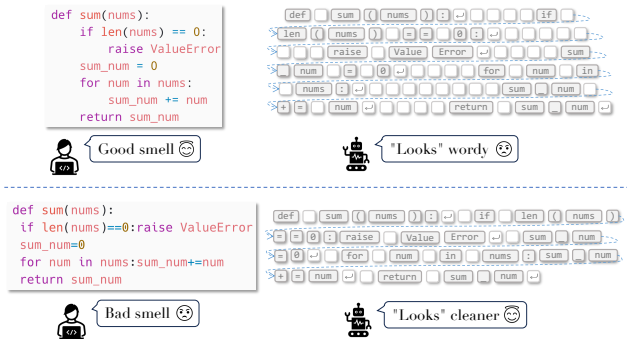 def sum(nums):
    if len(nums) == 0:
        raise ValueError
    sum_num = 0
    for num in nums:
        sum_num += num
    return sum_num
def sum ( nums ) : ↵ if
len ( nums ) = = 0 : ↵
raise Value Error ↵ sum
_ num = 0 ↵ for num in
nums : ↵ sum _ num
+ = num ↵ return sum _ num ↵
Good smell 😇
"Looks" wordy 😟
def sum(nums):
 if len(nums)==0:raise ValueError
 sum_num=0
 for num in nums:sum_num+=num
 return sum_num
def sum ( nums ) : ↵ if len ( nums )
= = 0 : raise Value Error ↵ sum _ num
= 0 ↵ for num in nums : sum _ num
+ = num ↵ return sum _ num ↵
Bad smell 😟
"Looks" cleaner 😇